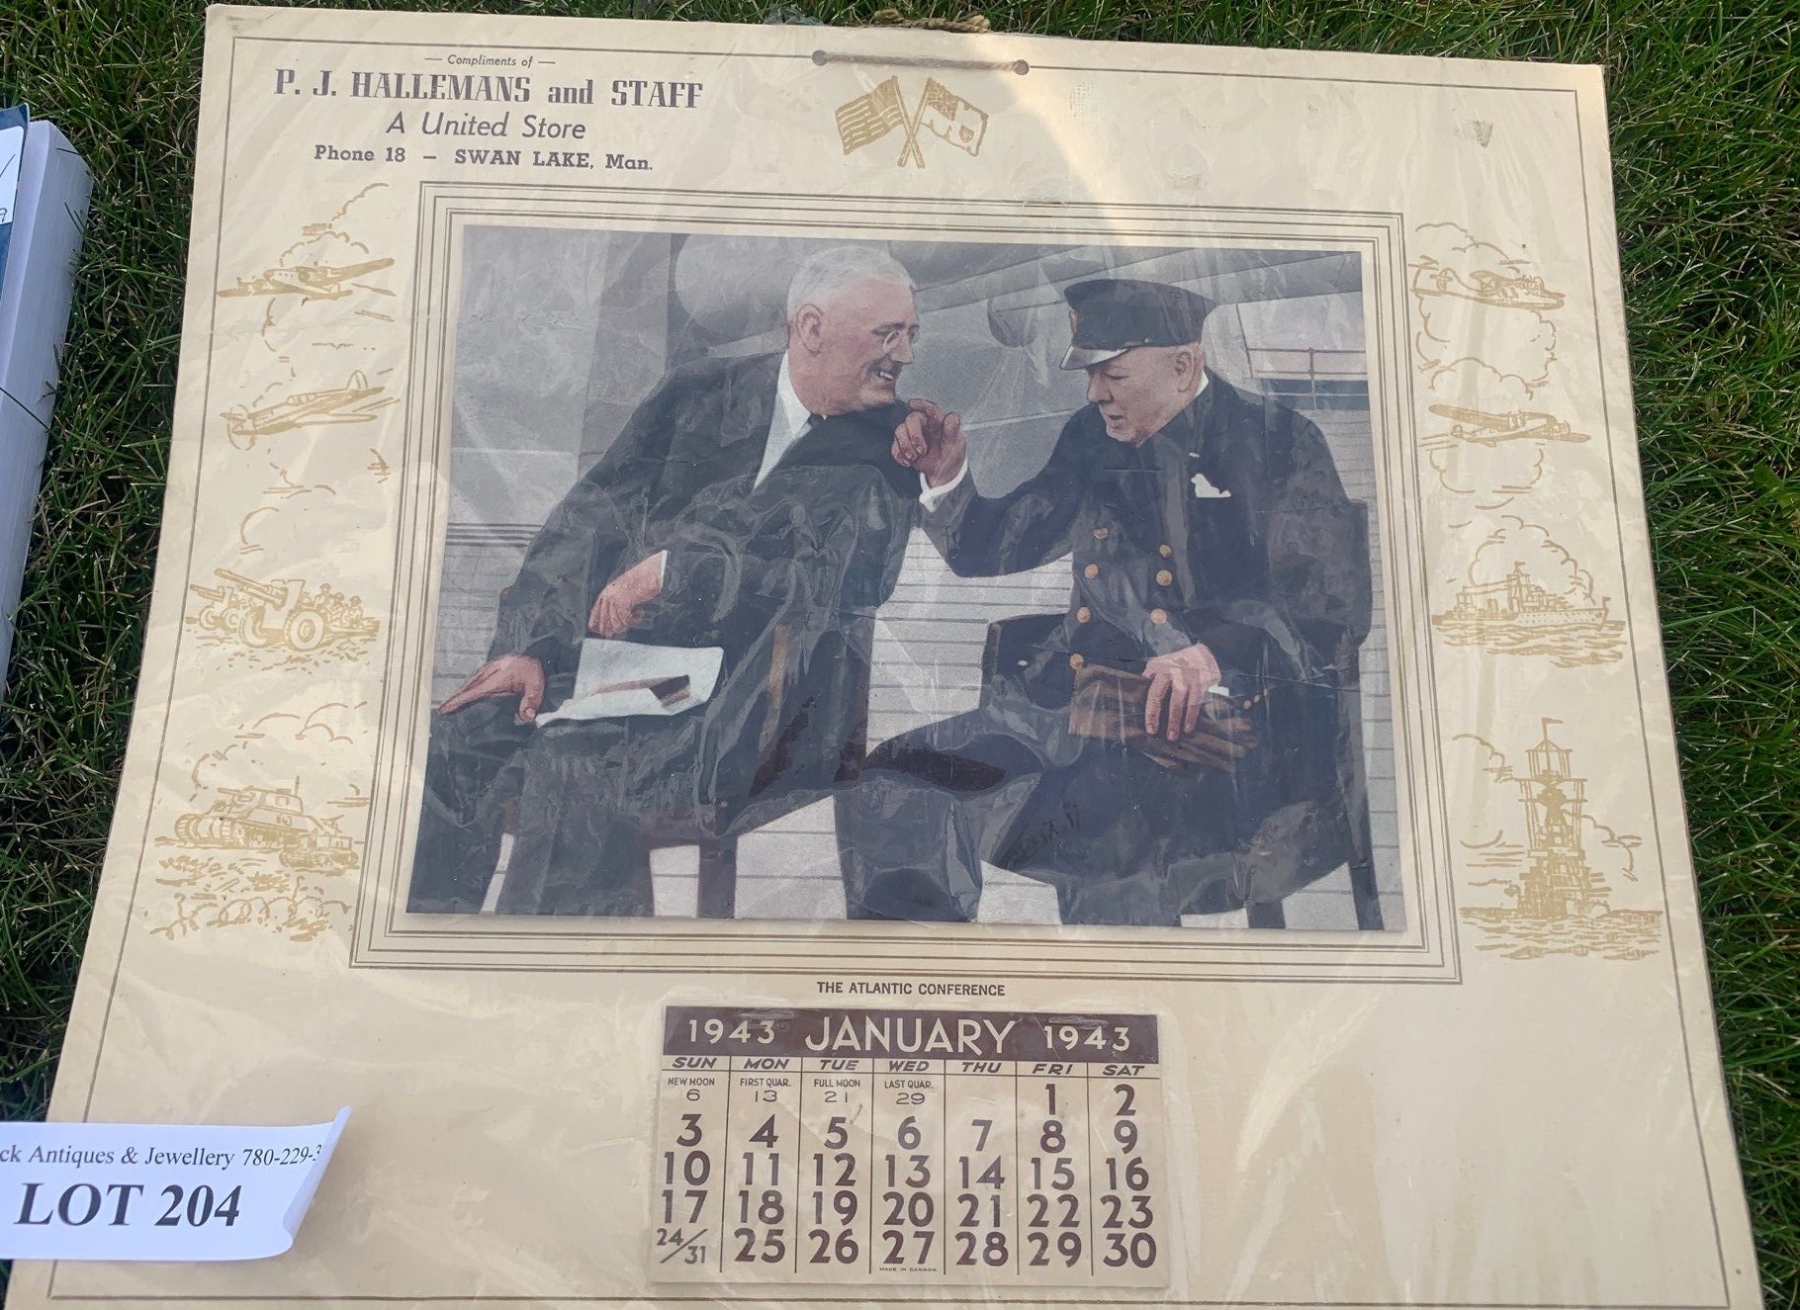 — Compliments of —
P. J. HALLEMANS and STAFF
A United Store
Phone 18 – SWAN LAKE, Man.
THE ATLANTIC CONFERENCE
1943 JANUARY 1943
SUN MON TUE WED THU FRI SAT
NEW MOON 6 FIRST QUAR. 13 FULL MOON 21 LAST QUAR. 29 1 2
3 4 5 6 7 8 9
10 11 12 13 14 15 16
17 18 19 20 21 22 23
24/31 25 26 27 28 29 30
MADE IN CANADA
ck Antiques & Jewellery 780-229-3
LOT 204